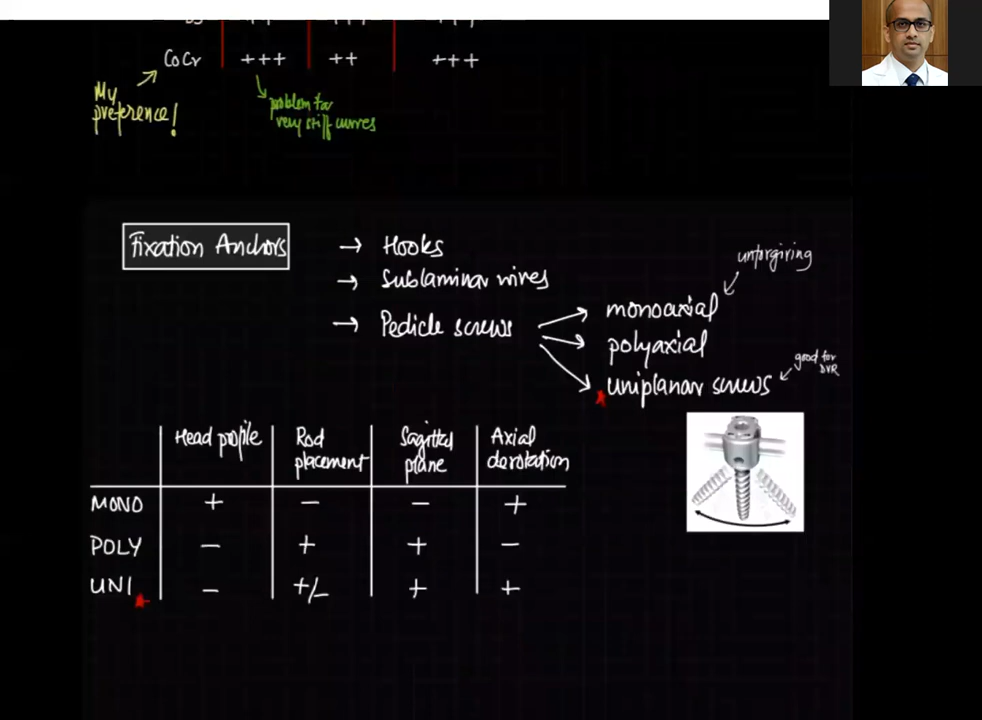 CoCr +++ ++ +++
My
preference!
problem for
very stiff curves
Fixation Anchors
→ Hooks
→ Sublaminar wires
→ Pedicle screws
unforgiving
monoaxial
polyaxial
uniplanar screws
good for
DVR
Head profile Rod placement Sagittal plane Axial derotation
MONO + - - +
POLY - + + -
UNI - +/- + +